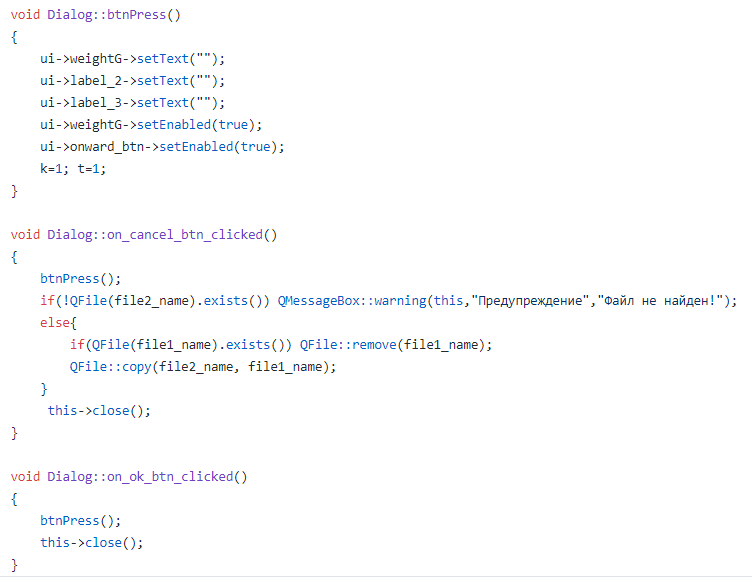 void Dialog::btnPress()
{
    ui->weightG->setText("");
    ui->label_2->setText("");
    ui->label_3->setText("");
    ui->weightG->setEnabled(true);
    ui->onward_btn->setEnabled(true);
    k=1; t=1;
}
void Dialog::on_cancel_btn_clicked()
{
    btnPress();
    if(!QFile(file2_name).exists()) QMessageBox::warning(this,"Предупреждение","Файл не найден!");
    else{
        if(QFile(file1_name).exists()) QFile::remove(file1_name);
        QFile::copy(file2_name, file1_name);
    }
     this->close();
}
void Dialog::on_ok_btn_clicked()
{
    btnPress();
    this->close();
}